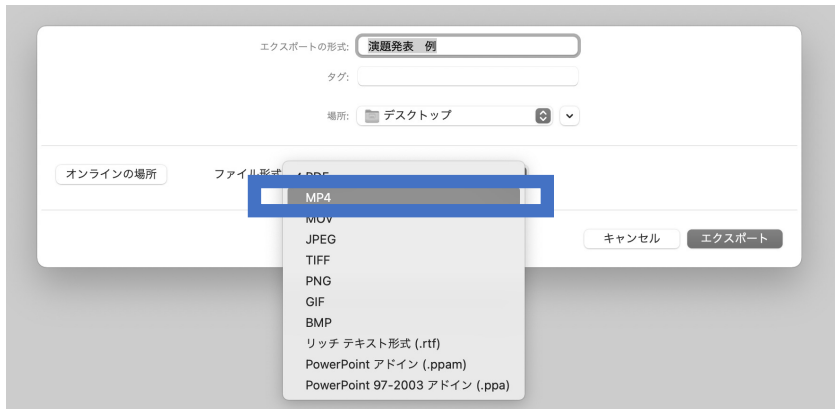 エクスポートの形式: 演題発表　例
タグ:
場所: デスクトップ
オンラインの場所 ファイル形式 PDF
MP4
MOV
JPEG
TIFF
PNG
GIF
BMP
リッチ テキスト形式 (.rtf)
PowerPoint アドイン (.ppam)
PowerPoint 97-2003 アドイン (.ppa)
キャンセル エクスポート